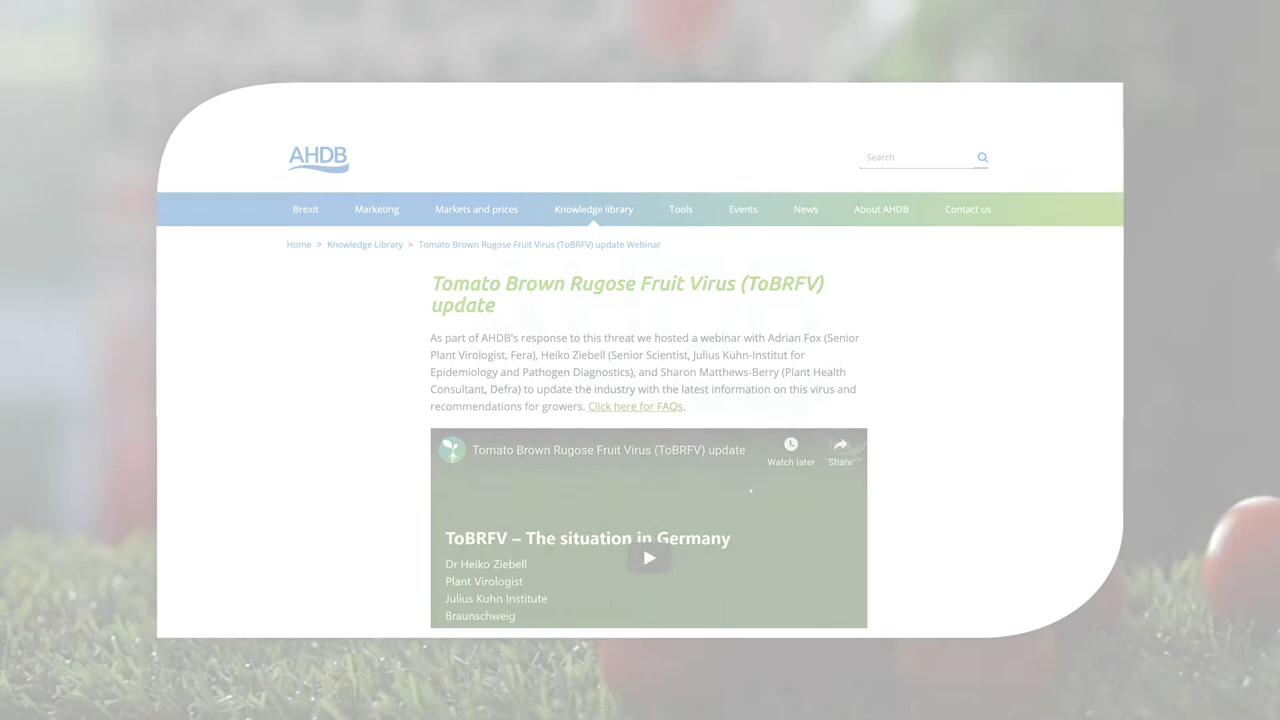 AHDB
Search
Brexit Marketing Markets and prices Knowledge library Tools Events News About AHDB Contact us
Home > Knowledge Library > Tomato Brown Rugose Fruit Virus (ToBRFV) update Webinar
Tomato Brown Rugose Fruit Virus (ToBRFV)
update
As part of AHDB's response to this threat we hosted a webinar with Adrian Fox (Senior
Plant Virologist, Fera), Heiko Ziebell (Senior Scientist, Julius Kühn-Institut for
Epidemiology and Pathogen Diagnostics), and Sharon Matthews-Berry (Plant Health
Consultant, Defra) to update the industry with the latest information on this virus and
recommendations for growers. Click here for FAQs.
Tomato Brown Rugose Fruit Virus (ToBRFV) update
Watch later Share
ToBRFV – The situation in Germany
Dr Heiko Ziebell
Plant Virologist
Julius Kuhn Institute
Braunschweig